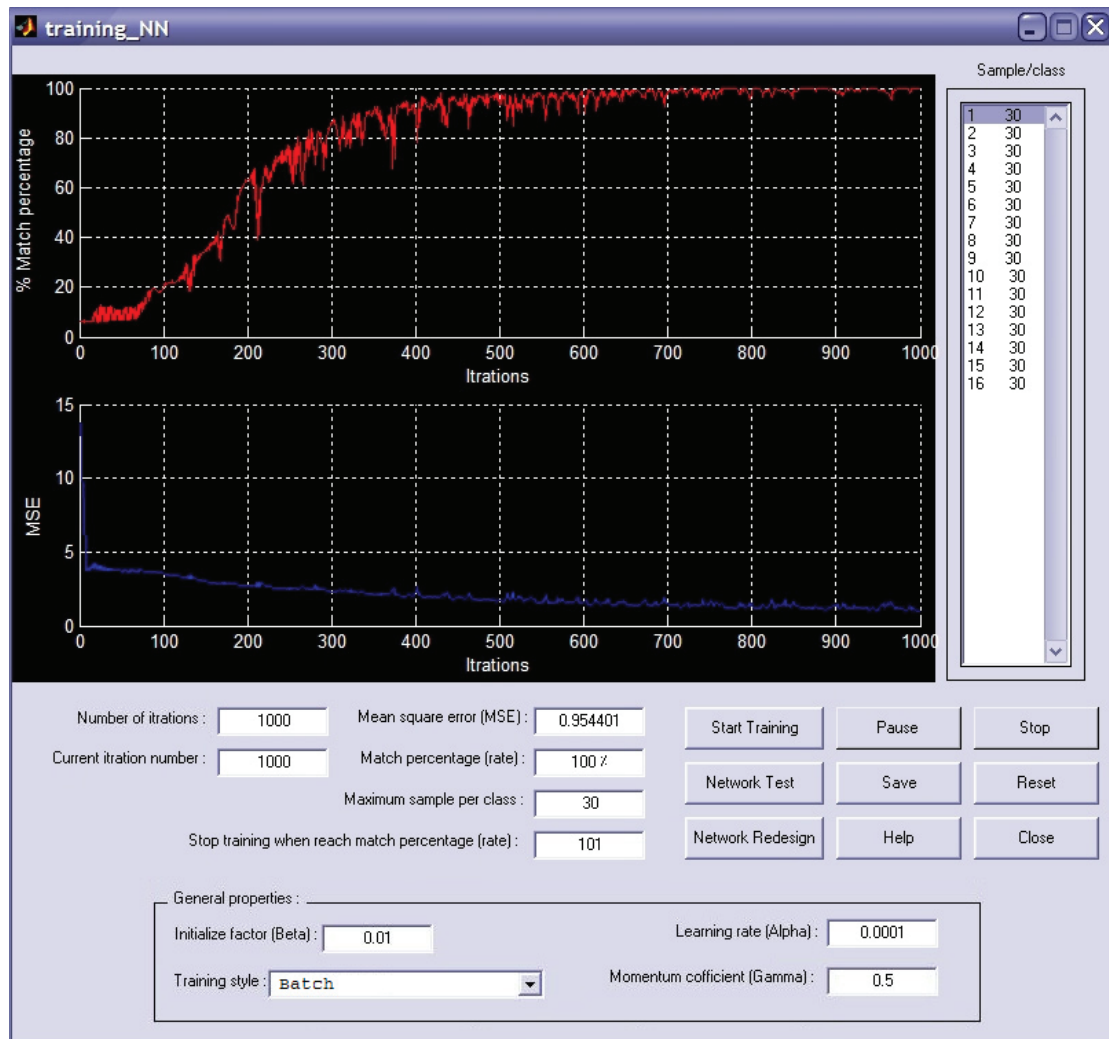 training_NN
Sample/class
100
80
60
40
20
0
% Match percentage
0 100 200 300 400 500 600 700 800 900 1000
Itrations
15
10
5
0
MSE
0 100 200 300 400 500 600 700 800 900 1000
Itrations
1 30
2 30
3 30
4 30
5 30
6 30
7 30
8 30
9 30
10 30
11 30
12 30
13 30
14 30
15 30
16 30
Number of itrations : 1000
Current itration number : 1000
Mean square error (MSE) : 0.954401
Match percentage (rate) : 100 %
Maximum sample per class : 30
Stop training when reach match percentage (rate) : 101
Start Training Pause Stop
Network Test Save Reset
Network Redesign Help Close
General properties :
Initialize factor (Beta) : 0.01
Learning rate (Alpha) : 0.0001
Training style : Batch
Momentum cofficient (Gamma) : 0.5